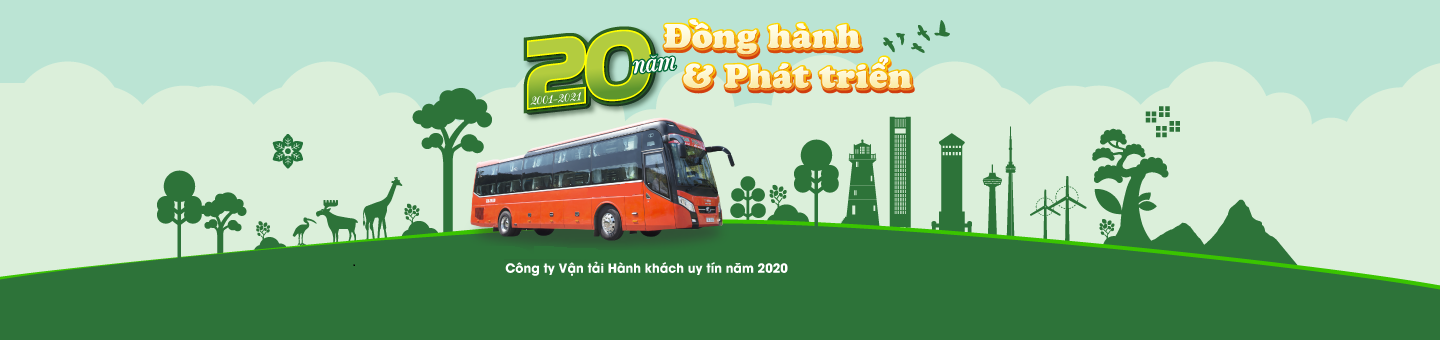 20 năm
2001-2021
Đồng hành
& Phát triển
Công ty Vận tải Hành khách uy tín năm 2020